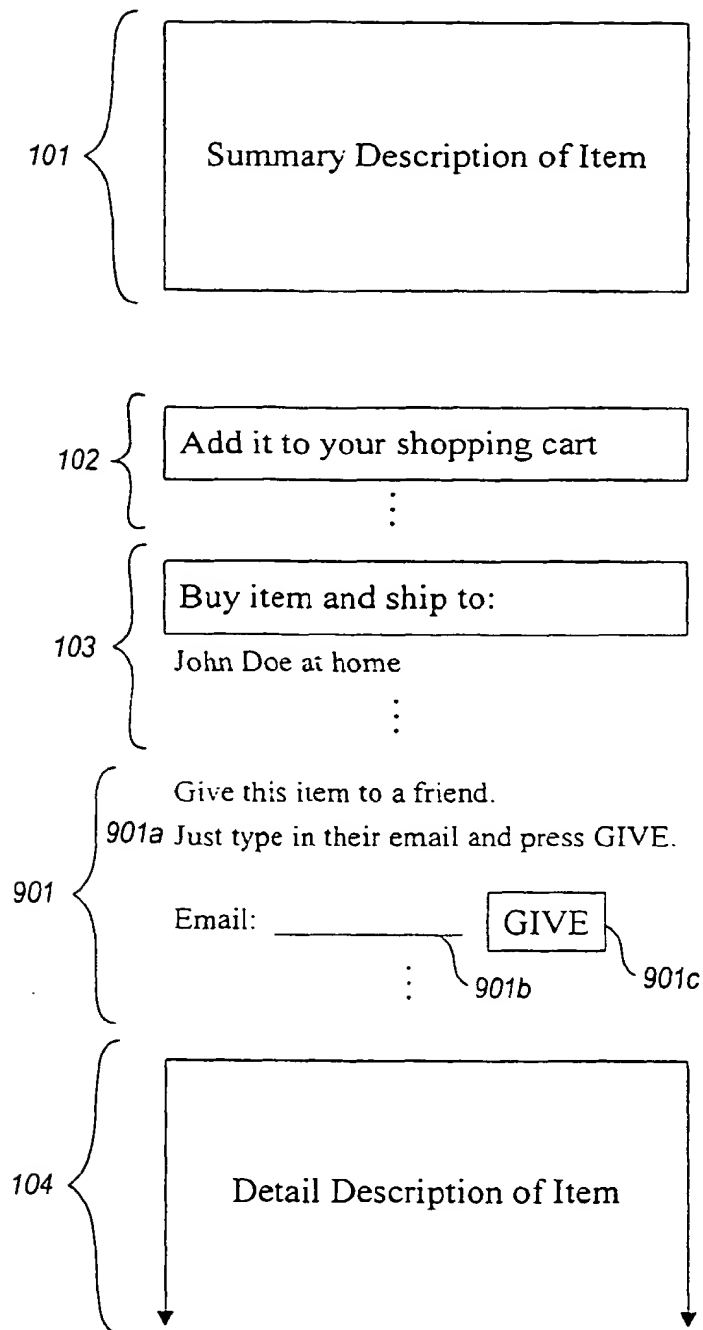 101
Summary Description of Item
102
Add it to your shopping cart
103
Buy item and ship to:
John Doe at home
901
Give this item to a friend.
901a Just type in their email and press GIVE.
Email: GIVE
901b
901c
104
Detail Description of Item